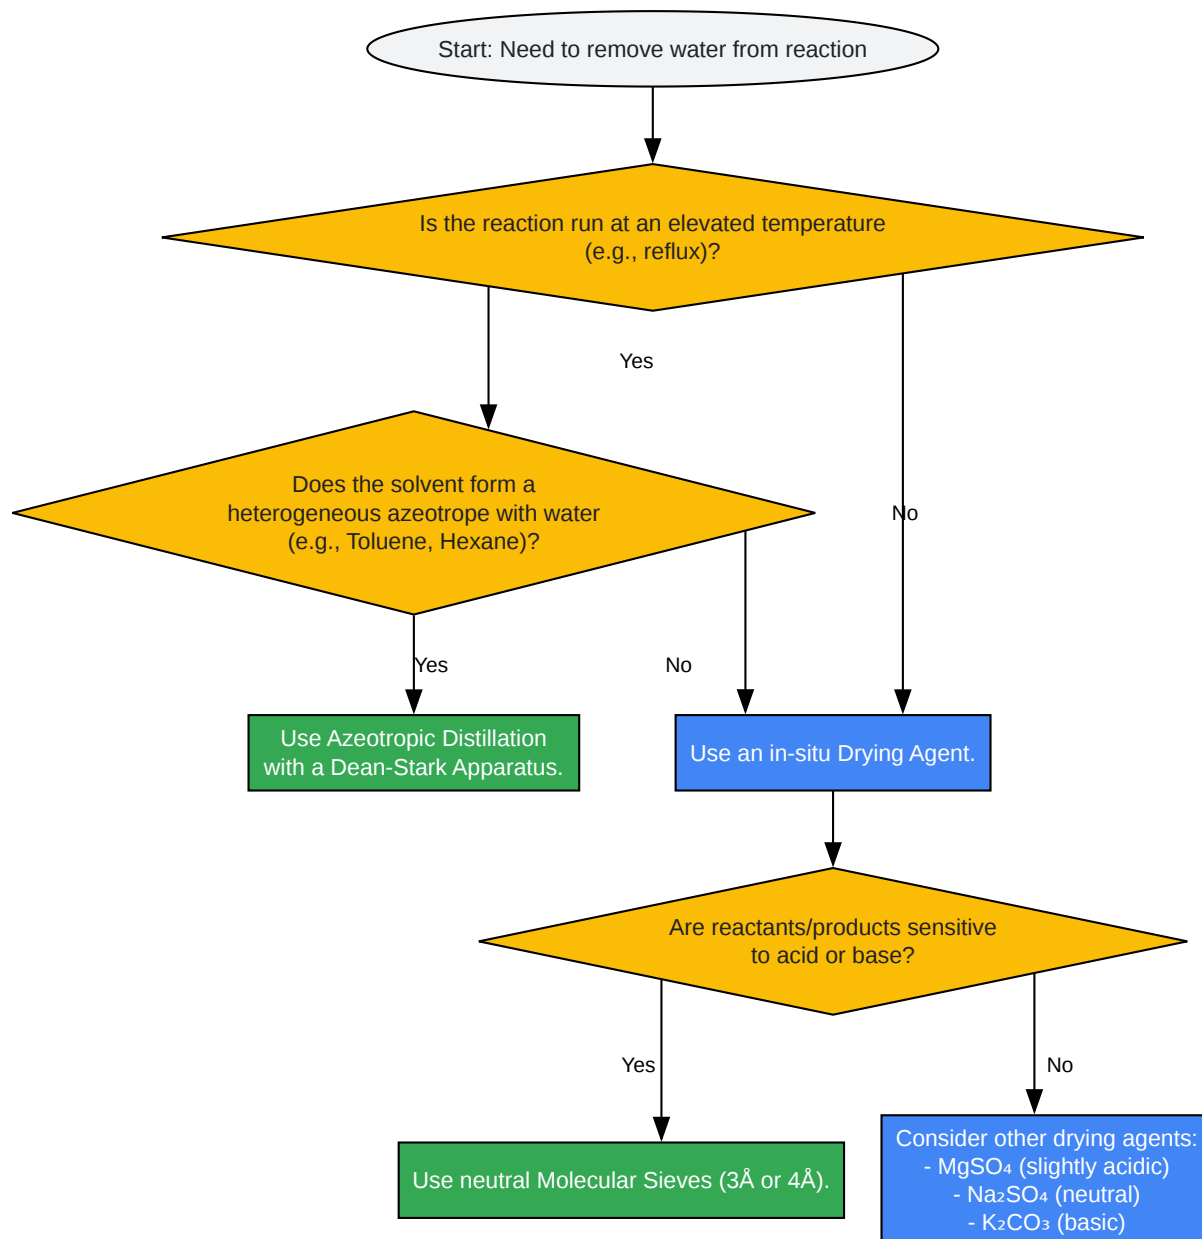 Start: Need to remove water from reaction
Is the reaction run at an elevated temperature
(e.g., reflux)?
Yes
Does the solvent form a
heterogeneous azeotrope with water
(e.g., Toluene, Hexane)?
No
Yes
No
Use Azeotropic Distillation
with a Dean-Stark Apparatus.
Use an in-situ Drying Agent.
Are reactants/products sensitive
to acid or base?
Yes
No
Use neutral Molecular Sieves (3Å or 4Å).
Consider other drying agents:
- MgSO₄ (slightly acidic)
- Na₂SO₄ (neutral)
- K₂CO₃ (basic)